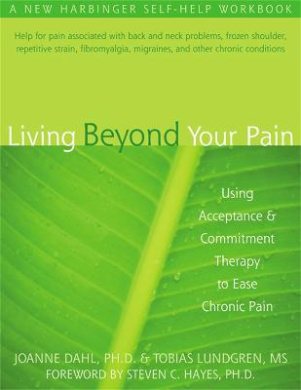 A NEW HARBINGER SELF-HELP WORKBOOK
Help for pain associated with back and neck problems, frozen shoulder,
repetitive strain, fibromyalgia, migraines, and other chronic conditions
Living Beyond Your Pain
Using
Acceptance &
Commitment
Therapy
to Ease
Chronic Pain
JOANNE DAHL, PH.D. & TOBIAS LUNDGREN, MS
FOREWORD BY STEVEN C. HAYES, PH.D.